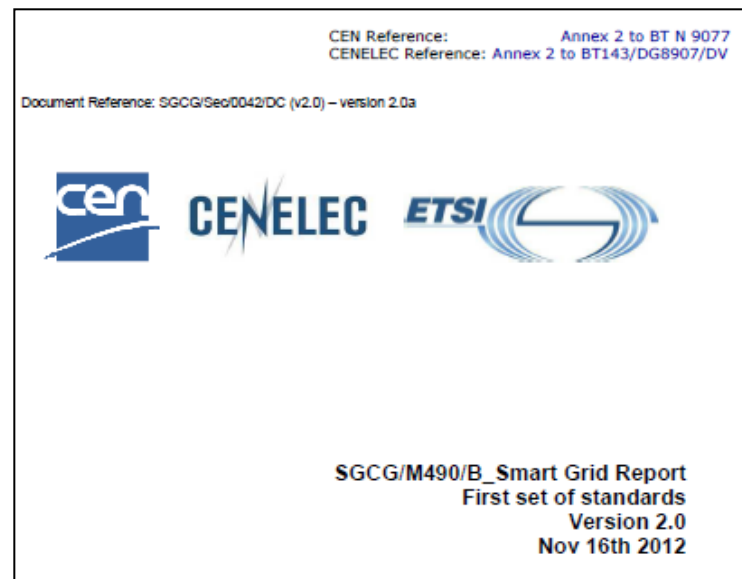 CEN Reference: Annex 2 to BT N 9077
CENELEC Reference: Annex 2 to BT143/DG8907/DV
Document Reference: SGCG/Sec/0042/DC (v2.0) – version 2.0a
cen
CENELEC
ETSI
SGCG/M490/B_Smart Grid Report
First set of standards
Version 2.0
Nov 16th 2012